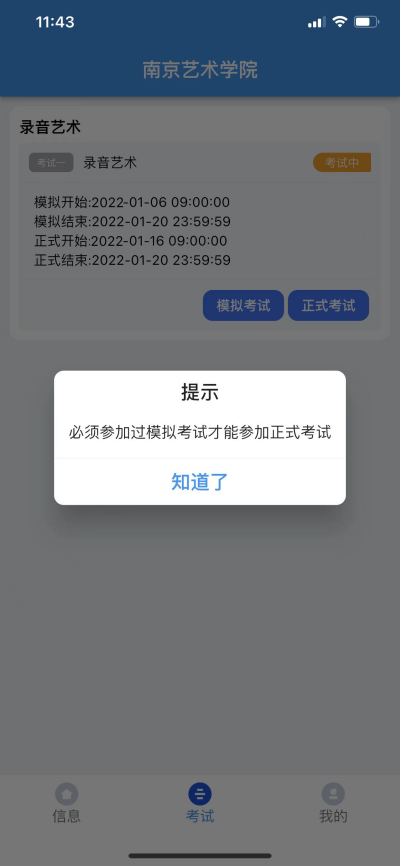 11:43
南京艺术学院
录音艺术
考试一 录音艺术 考试中
模拟开始:2022-01-06 09:00:00
模拟结束:2022-01-20 23:59:59
正式开始:2022-01-16 09:00:00
正式结束:2022-01-20 23:59:59
模拟考试 正式考试
提示
必须参加过模拟考试才能参加正式考试
知道了
信息 考试 我的